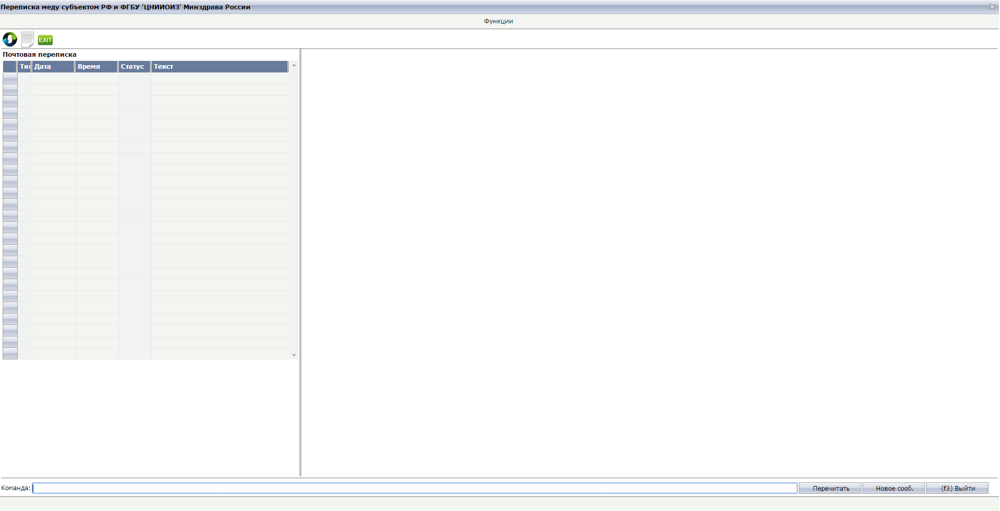 Переписка меду субъектом РФ и ФГБУ 'ЦНИИОИЗ' Минздрава России
Функции
EXIT
Почтовая переписка
Дата Время Статус Текст
Команда: Перечитать Новое сооб. (f3) Выйти